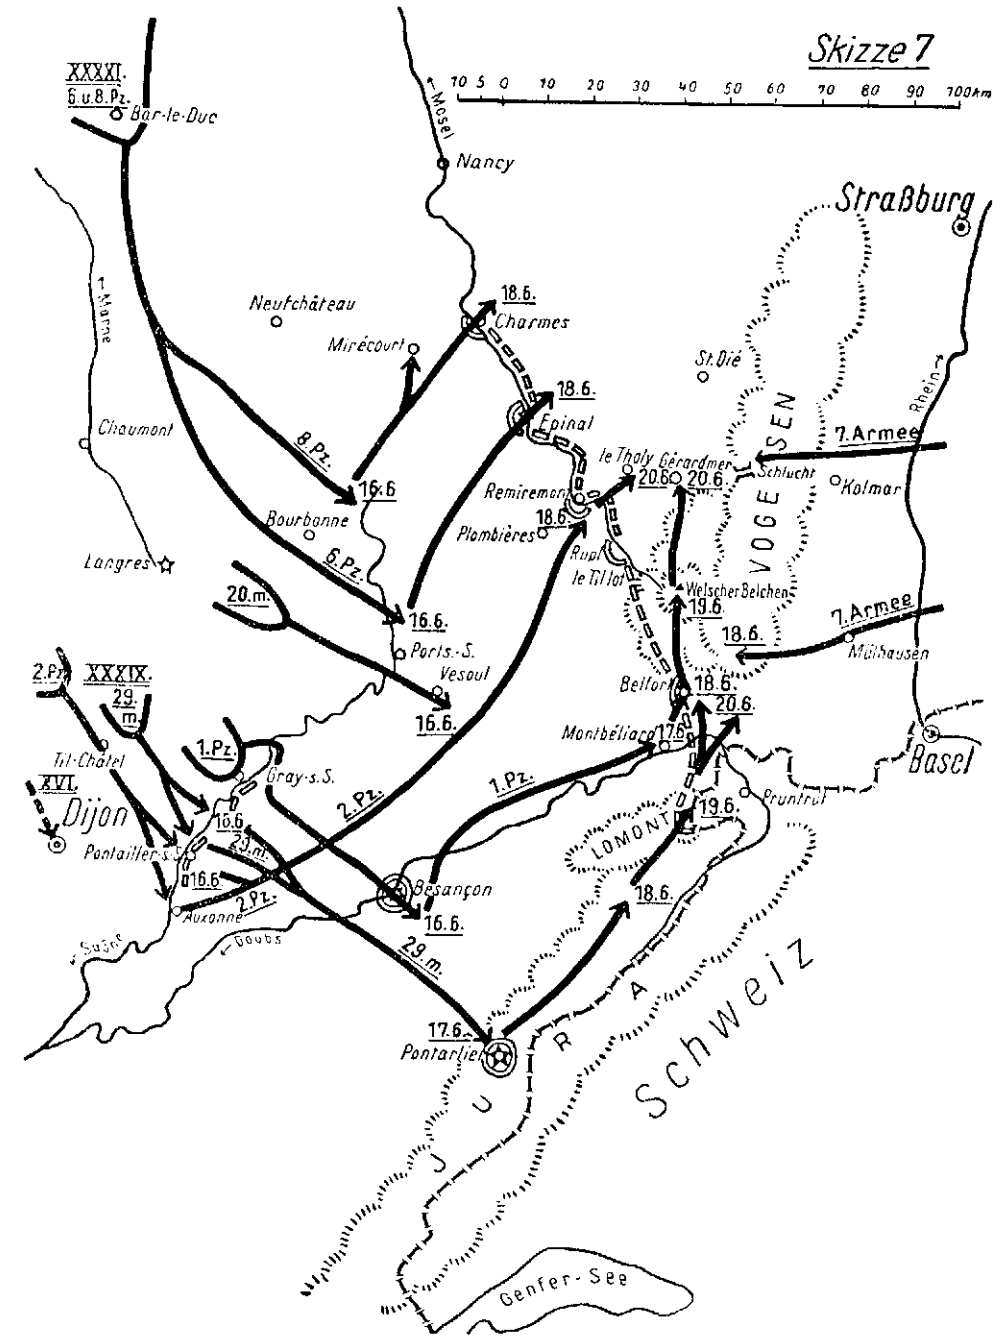 Skizze 7
10 5 0 10 20 30 40 50 60 70 80 90 100 km
XXXXI.
6.u.8.Pz.
Bar-le-Duc
←Mosel
Nancy
Straßburg
←Marne
Neufchâteau
18.6.
Charmes
Mirécourt
St.Dié
Rhein→
18.6.
Epinal
Chaumont
8.Pz.
16.6
le Tholy
Gérardmer
20.6
20.6.
VOGESEN
7.Armee
Schlucht
Kolmar
Remiremont
18.6.
Bourbonne
Plombières
Langres
6.Pz.
Rupt
le Tillot
Welscher Belchen
19.6.
20.m.
16.6.
Ports.-S.
Vesoul
16.6.
18.6.
7.Armee
Mülhausen
2.Pz.
XXXIX.
29.
m.
Belfort
18.6.
20.6.
Montbéliard
17.6.
1.Pz.
Til-Châtel
Gray-s.S.
Basel
XVI.
Dijon
2.Pz.
1.Pz.
Pruntrut
19.6.
16.6
29.m.
LOMONT
Pontailler-s.S.
16.6.
2.Pz.
Auxonne
Besançon
16.6.
18.6.
←Saône
←Doubs
29.m.
17.6.
Pontarlier
JURA
Schweiz
Genfer-See